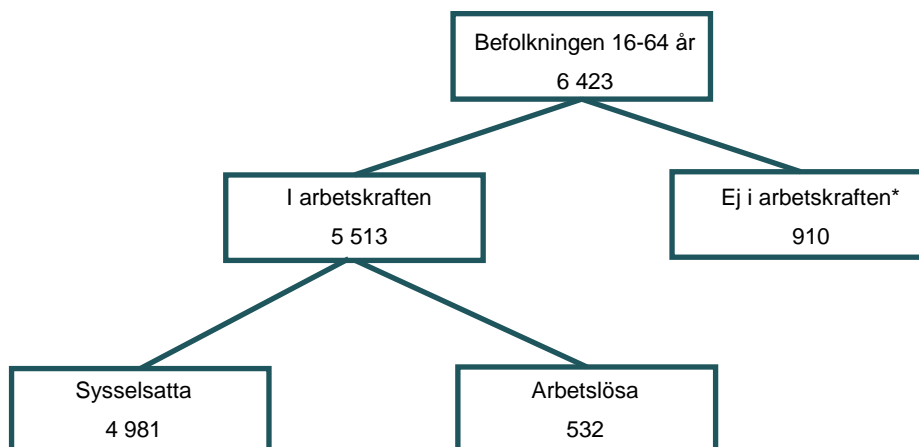 Befolkningen 16-64 år
6 423
I arbetskraften
5 513
Ej i arbetskraften*
910
Sysselsatta
4 981
Arbetslösa
532